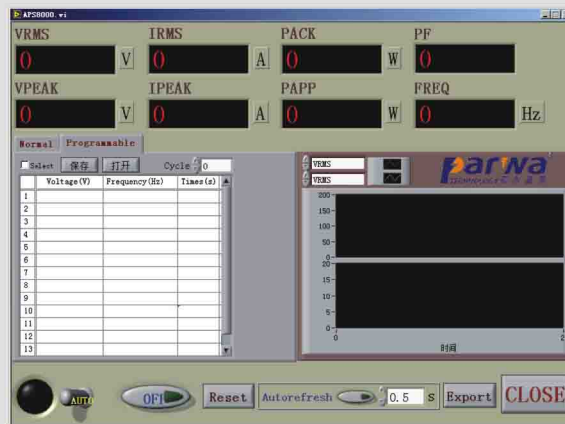 APS8000.vi
VRMS IRMS PACK PF
0 V 0 A 0 W 0
VPEAK IPEAK PAPP FREQ
0 V 0 A 0 W 0 Hz
Normal Programmable
Select 保存 打开 Cycle 0
Voltage(V) Frequency(Hz) Times(s)
1
2
3
4
5
6
7
8
9
10
11
12
13
VRMS
VRMS
Parwa
200
150
100
50
0
20
15
10
5
0
0 2
时间
AUTO OFF Reset Autorefresh 0.5 S Export CLOSE